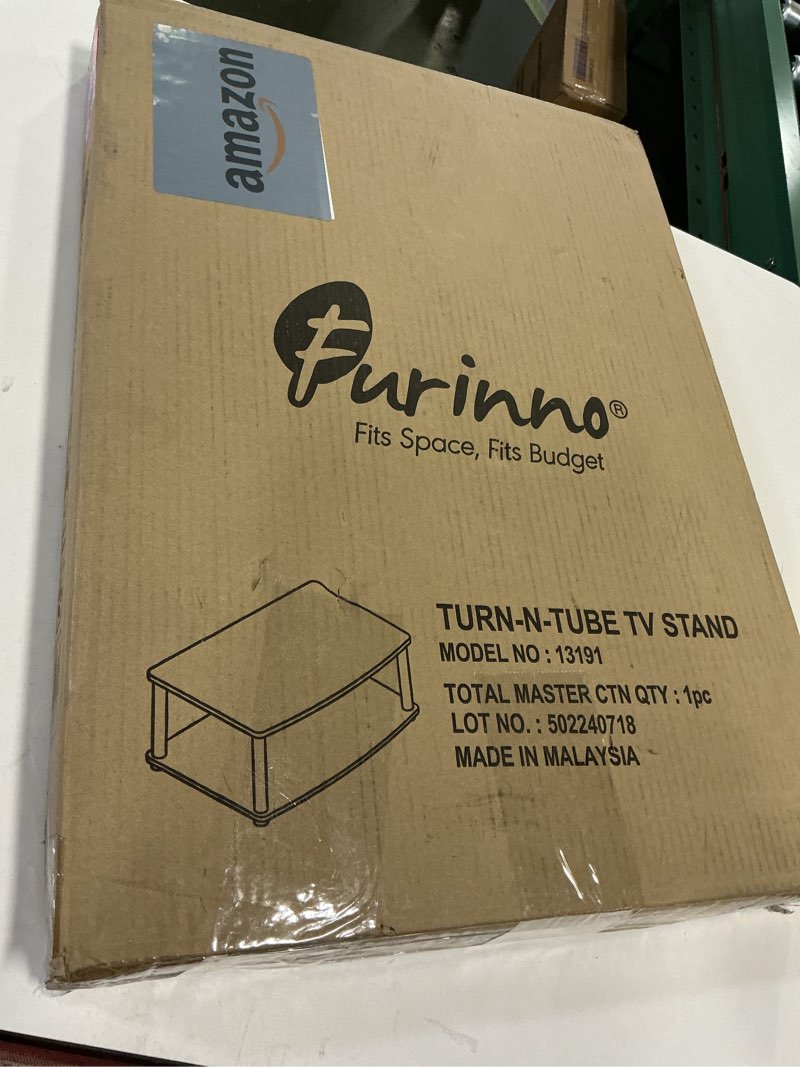 amazon
Furinno®
Fits Space, Fits Budget
TURN-N-TUBE TV STAND
MODEL NO : 13191
TOTAL MASTER CTN QTY : 1pc
LOT NO. : 502240718
MADE IN MALAYSIA